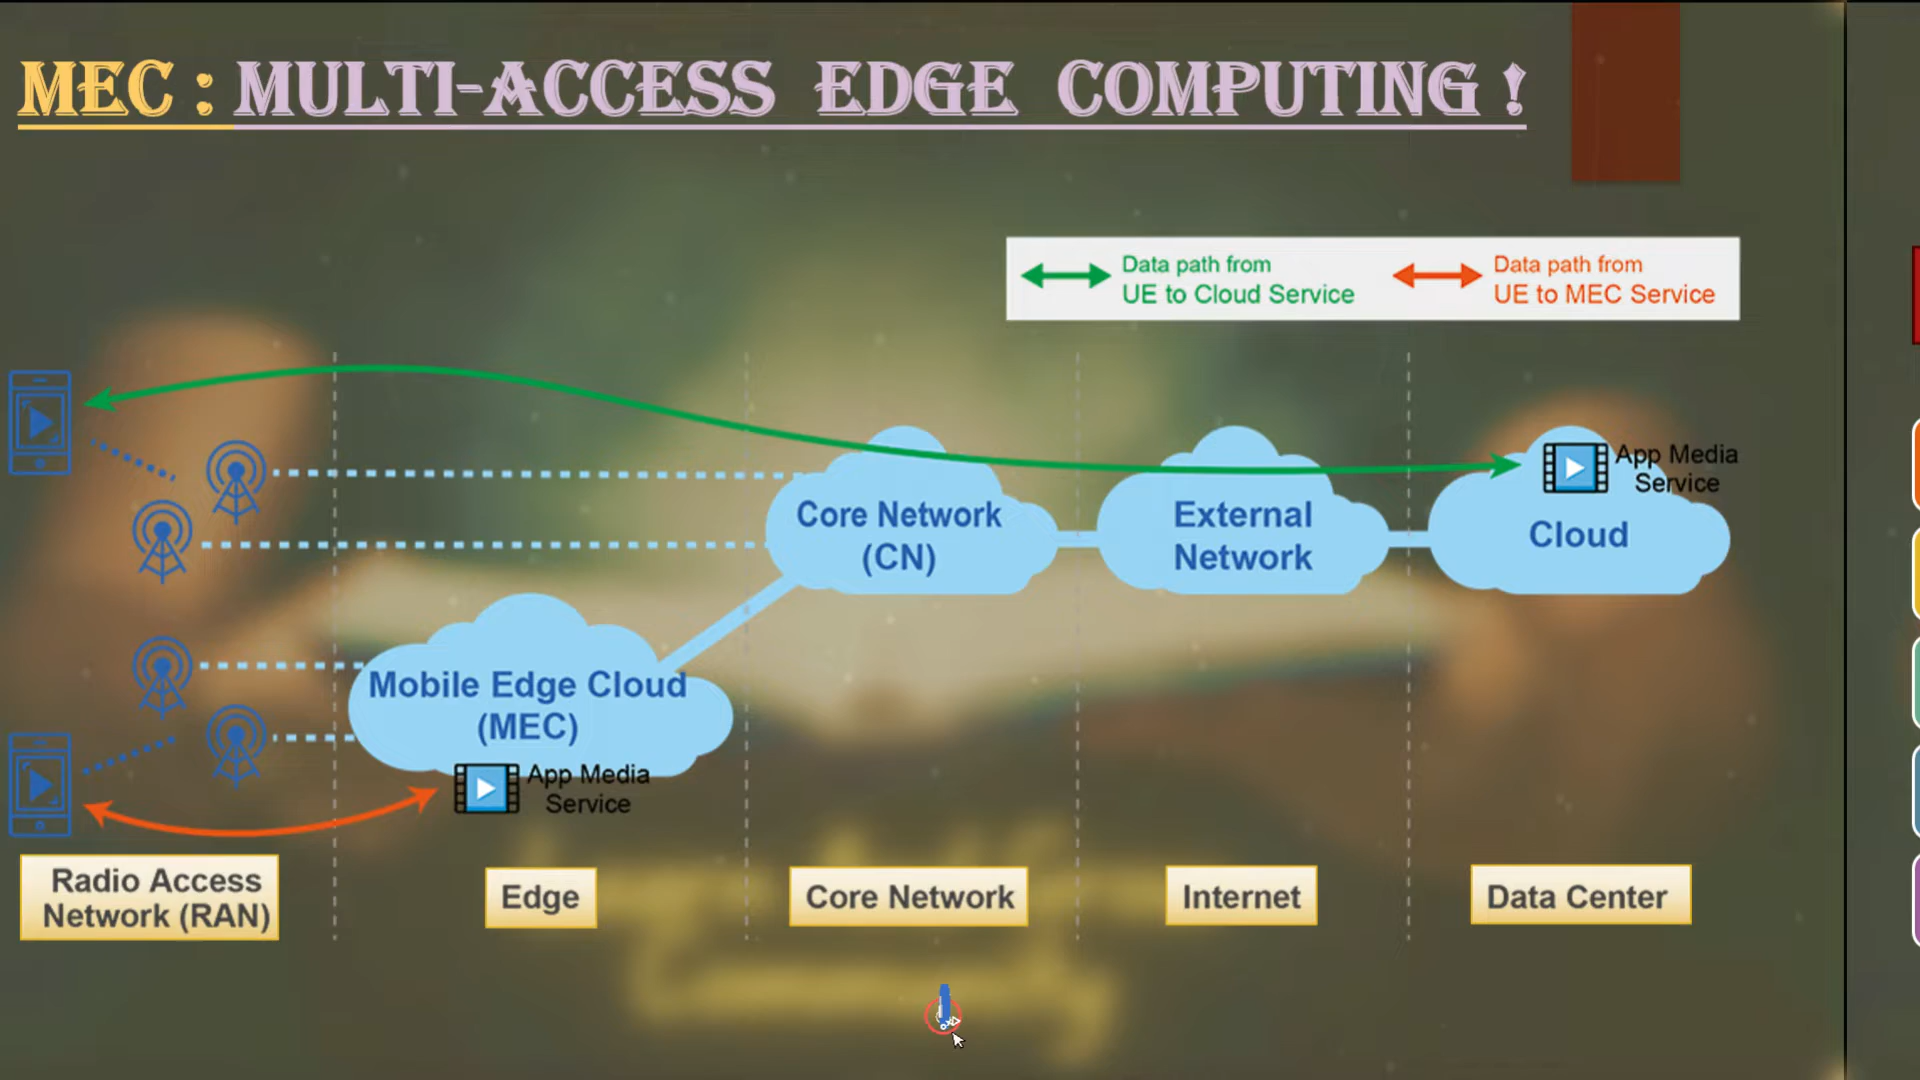 MEC : MULTI-ACCESS EDGE COMPUTING !
Data path from
UE to Cloud Service
Data path from
UE to MEC Service
App Media
Service
Core Network
(CN)
External
Network
Cloud
Mobile Edge Cloud
(MEC)
App Media
Service
Radio Access
Network (RAN)
Edge
Core Network
Internet
Data Center